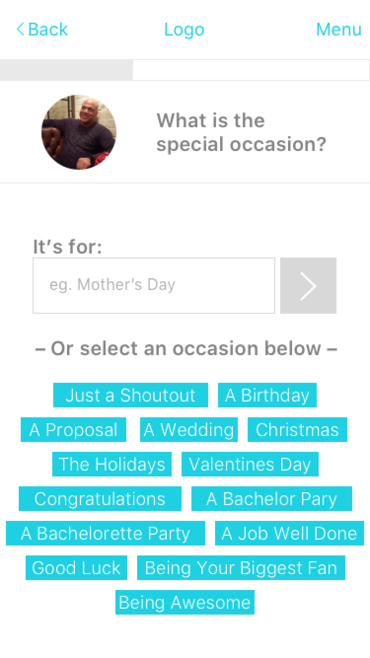 Back Logo Menu
What is the
special occasion?
It's for:
eg. Mother's Day
– Or select an occasion below –
Just a Shoutout A Birthday
A Proposal A Wedding Christmas
The Holidays Valentines Day
Congratulations A Bachelor Pary
A Bachelorette Party A Job Well Done
Good Luck Being Your Biggest Fan
Being Awesome